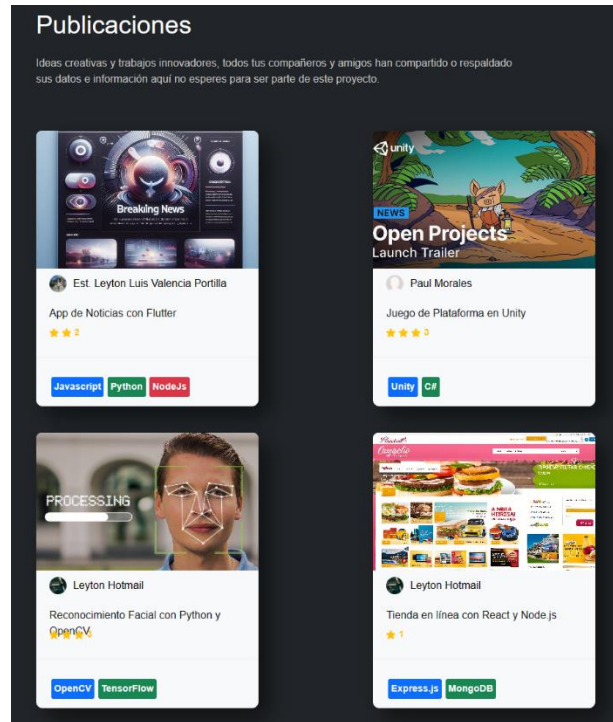 Publicaciones
Ideas creativas y trabajos innovadores, todos tus compañeros y amigos han compartido o respaldado
sus datos e información aquí no esperes para ser parte de este proyecto.
Breaking News
Est. Leyton Luis Valencia Portilla
App de Noticias con Flutter
2
Javascript Python NodeJs
unity
NEWS
Open Projects
Launch Trailer
Paul Morales
Juego de Plataforma en Unity
3
Unity C#
PROCESSING
Leyton Hotmail
Reconocimiento Facial con Python y
OpenCV
OpenCV TensorFlow
Leyton Hotmail
Tienda en línea con React y Node.js
1
Express.js MongoDB